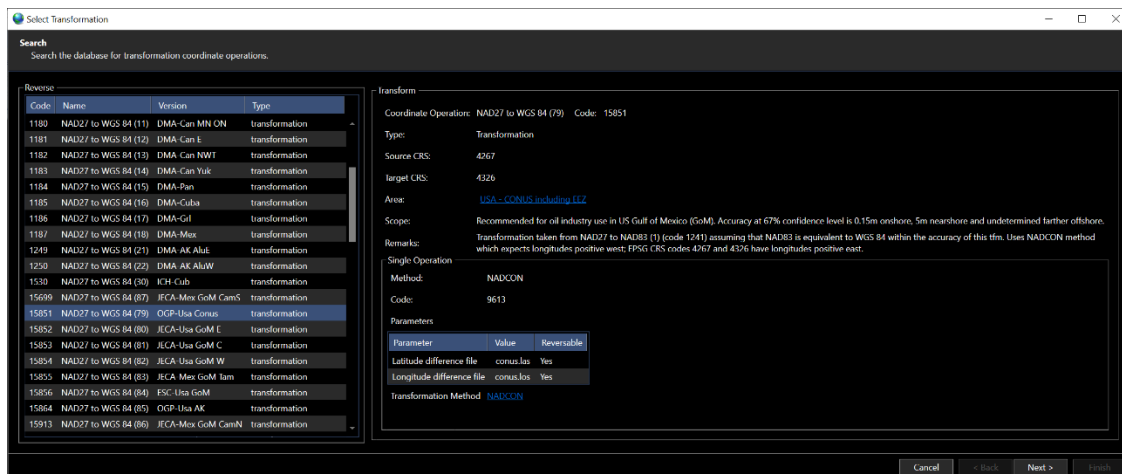 Select Transformation
Search
Search the database for transformation coordinate operations.
Reverse
Code Name Version Type
1180 NAD27 to WGS 84 (11) DMA-Can MN ON transformation
1181 NAD27 to WGS 84 (12) DMA-Can E transformation
1182 NAD27 to WGS 84 (13) DMA-Can NWT transformation
1183 NAD27 to WGS 84 (14) DMA-Can Yuk transformation
1184 NAD27 to WGS 84 (15) DMA-Pan transformation
1185 NAD27 to WGS 84 (16) DMA-Cuba transformation
1186 NAD27 to WGS 84 (17) DMA-Grl transformation
1187 NAD27 to WGS 84 (18) DMA-Mex transformation
1249 NAD27 to WGS 84 (21) DMA-AK AluE transformation
1250 NAD27 to WGS 84 (22) DMA-AK AluW transformation
1530 NAD27 to WGS 84 (30) ICH-Cub transformation
15699 NAD27 to WGS 84 (87) JECA-Mex GoM CamS transformation
15851 NAD27 to WGS 84 (79) OGP-Usa Conus transformation
15852 NAD27 to WGS 84 (80) JECA-Usa GoM E transformation
15853 NAD27 to WGS 84 (81) JECA-Usa GoM C transformation
15854 NAD27 to WGS 84 (82) JECA-Usa GoM W transformation
15855 NAD27 to WGS 84 (83) JECA-Mex GoM Tam transformation
15856 NAD27 to WGS 84 (84) ESC-Usa GoM transformation
15864 NAD27 to WGS 84 (85) OGP-Usa AK transformation
15913 NAD27 to WGS 84 (86) JECA-Mex GoM CamN transformation
Transform
Coordinate Operation: NAD27 to WGS 84 (79) Code: 15851
Type: Transformation
Source CRS: 4267
Target CRS: 4326
Area: USA - CONUS including EEZ
Scope: Recommended for oil industry use in US Gulf of Mexico (GoM). Accuracy at 67% confidence level is 0.15m onshore, 5m nearshore and undetermined farther offshore.
Remarks: Transformation taken from NAD27 to NAD83 (1) (code 1241) assuming that NAD83 is equivalent to WGS 84 within the accuracy of this tfm. Uses NADCON method
which expects longitudes positive west; EPSG CRS codes 4267 and 4326 have longitudes positive east.
Single Operation
Method: NADCON
Code: 9613
Parameters
Parameter Value Reversable
Latitude difference file conus.las Yes
Longitude difference file conus.los Yes
Transformation Method NADCON
Cancel < Back Next > Finish